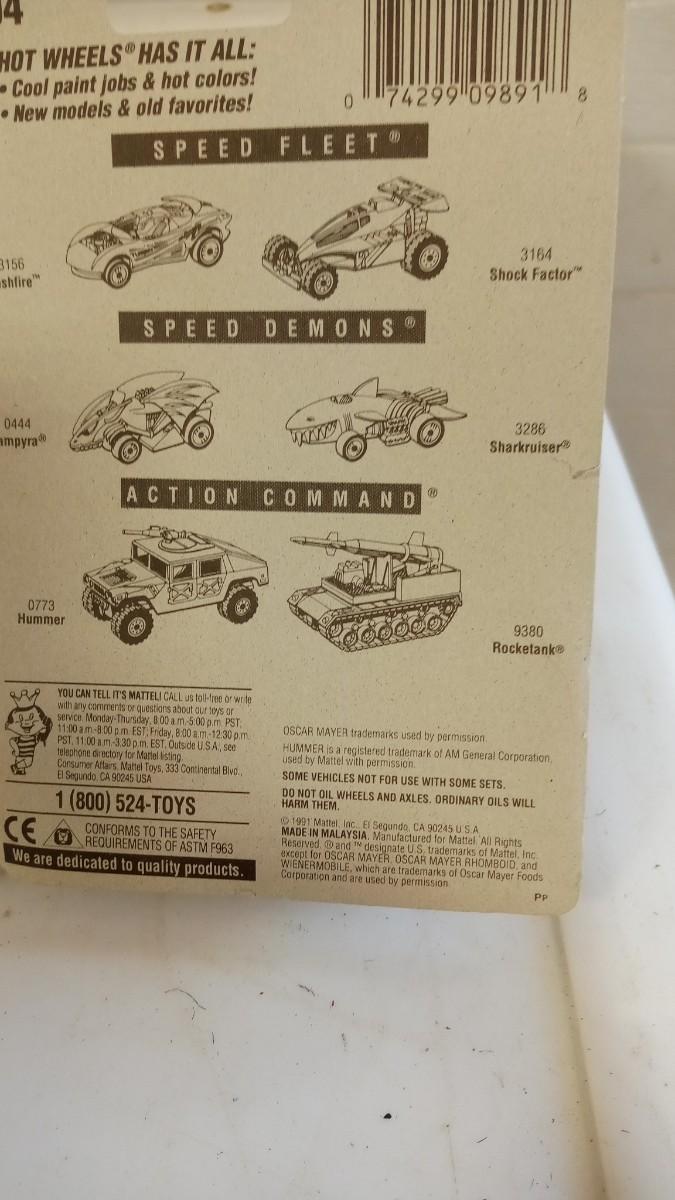 HOT WHEELS® HAS IT ALL:
• Cool paint jobs & hot colors!
• New models & old favorites!
0 74299 09891 8
SPEED FLEET®
3156
3164
Shock Factor™
SPEED DEMONS®
0444
3286
Sharkruiser®
ACTION COMMAND®
0773
Hummer
9380
Rocketank®
YOU CAN TELL IT'S MATTEL! CALL us toll-free or write
with any comments or questions about our toys or
service. Monday-Thursday, 8:00 a.m.-5:00 p.m. PST,
11:00 a.m.-8:00 p.m. EST; Friday, 8:00 a.m.-12:30 p.m.
PST, 11:00 a.m.-3:30 p.m. EST. Outside U.S.A., see
telephone directory for Mattel listing.
Consumer Affairs, Mattel Toys, 333 Continental Blvd.,
El Segundo, CA 90245 USA
1 (800) 524-TOYS
CE
CONFORMS TO THE SAFETY
REQUIREMENTS OF ASTM F963
We are dedicated to quality products.
OSCAR MAYER trademarks used by permission.
HUMMER is a registered trademark of AM General Corporation,
used by Mattel with permission.
SOME VEHICLES NOT FOR USE WITH SOME SETS.
DO NOT OIL WHEELS AND AXLES. ORDINARY OILS WILL
HARM THEM.
© 1991 Mattel, Inc., El Segundo, CA 90245 U.S.A.
MADE IN MALAYSIA. Manufactured for Mattel. All Rights
Reserved. ® and ™ designate U.S. trademarks of Mattel, Inc.
except for OSCAR MAYER, OSCAR MAYER RHOMBOID, and
WIENERMOBILE, which are trademarks of Oscar Mayer Foods
Corporation and are used by permission.
PP